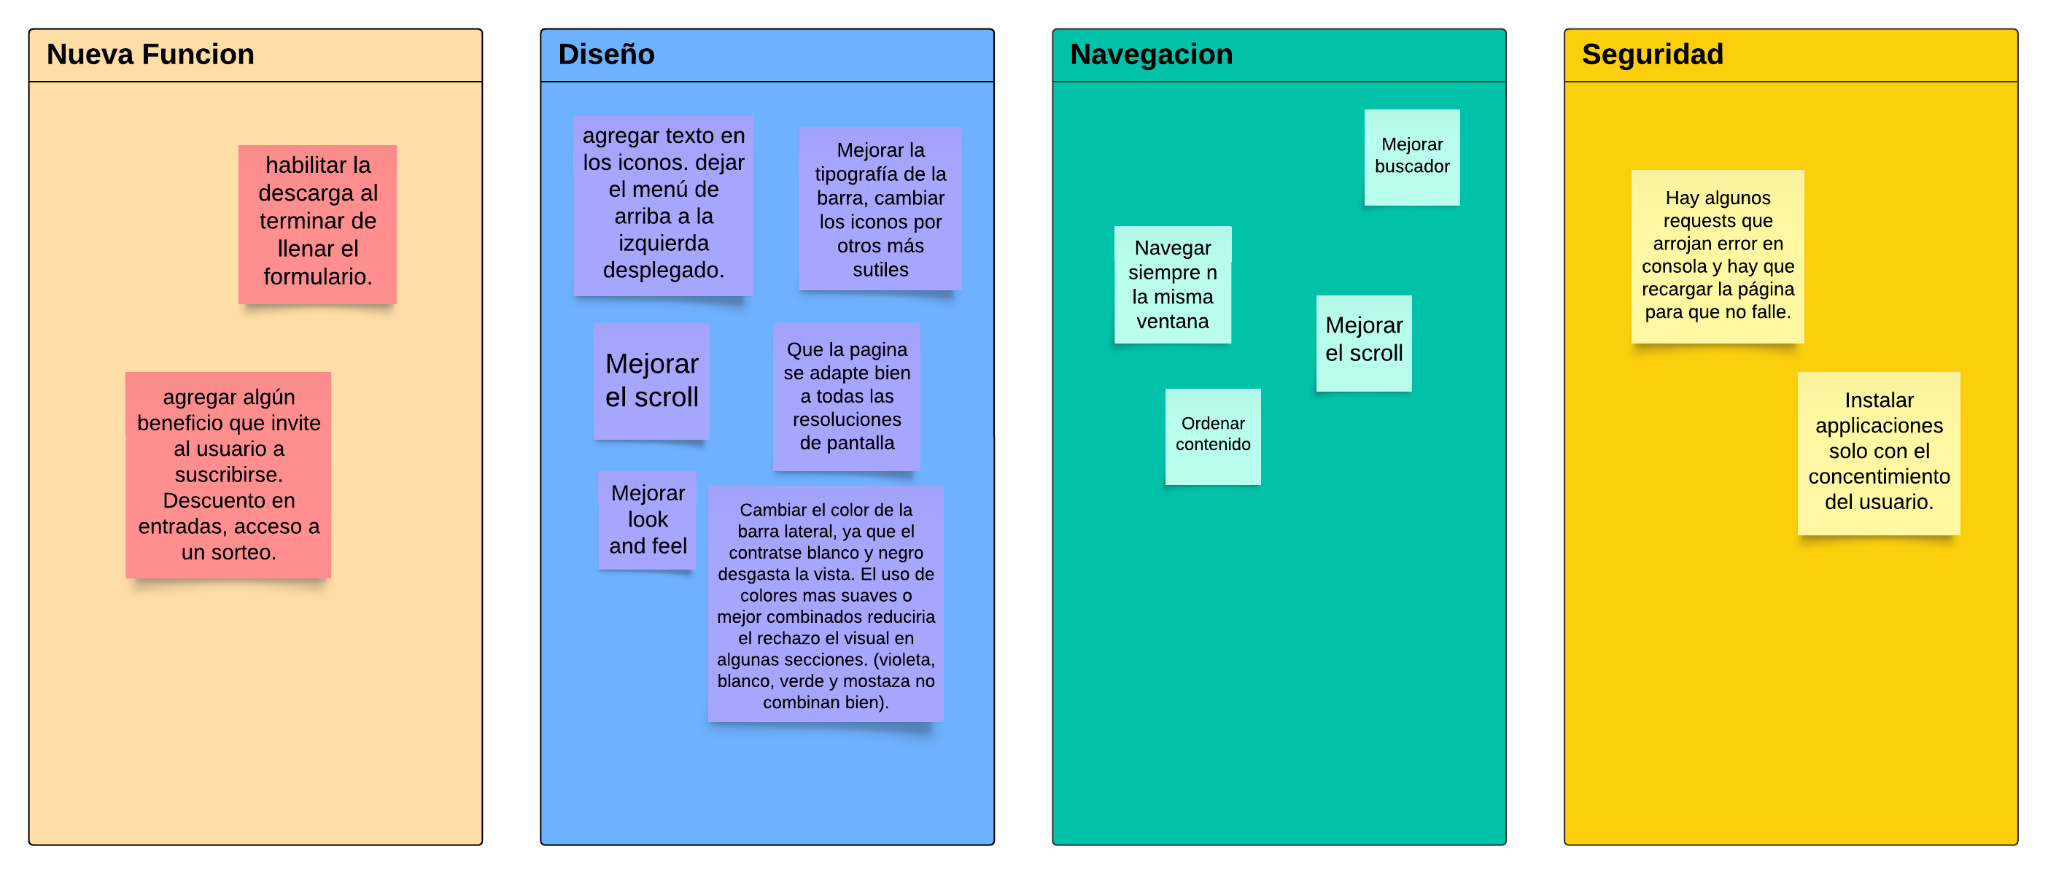 Nueva Funcion
habilitar la
descarga al
terminar de
llenar el
formulario.
agregar algún
beneficio que invite
al usuario a
suscribirse.
Descuento en
entradas, acceso a
un sorteo.
Diseño
agregar texto en
los iconos. dejar
el menú de
arriba a la
izquierda
desplegado.
Mejorar la
tipografía de la
barra, cambiar
los iconos por
otros más
sutiles
Mejorar
el scroll
Que la pagina
se adapte bien
a todas las
resoluciones
de pantalla
Mejorar
look
and feel
Cambiar el color de la
barra lateral, ya que el
contratse blanco y negro
desgasta la vista. El uso de
colores mas suaves o
mejor combinados reduciria
el rechazo el visual en
algunas secciones. (violeta,
blanco, verde y mostaza no
combinan bien).
Navegacion
Mejorar
buscador
Navegar
siempre n
la misma
ventana
Mejorar
el scroll
Ordenar
contenido
Seguridad
Hay algunos
requests que
arrojan error en
consola y hay que
recargar la página
para que no falle.
Instalar
applicaciones
solo con el
concentimiento
del usuario.